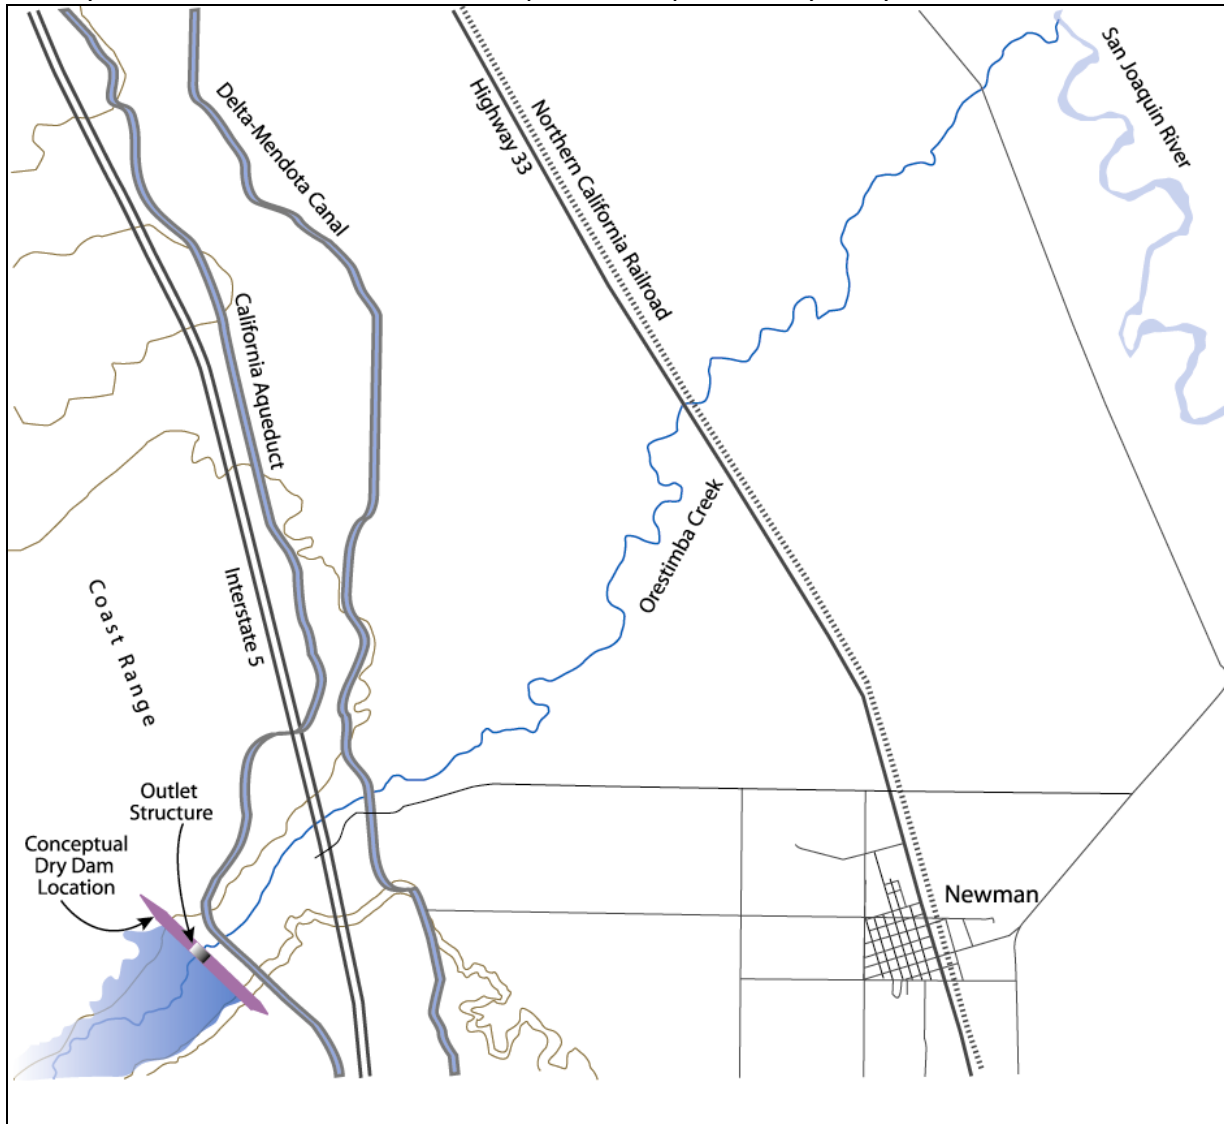 San Joaquin River
Delta-Mendota Canal
Highway 33
Northern California Railroad
California Aqueduct
Orestimba Creek
Interstate 5
Coast Range
Outlet
Structure
Conceptual
Dry Dam
Location
Newman